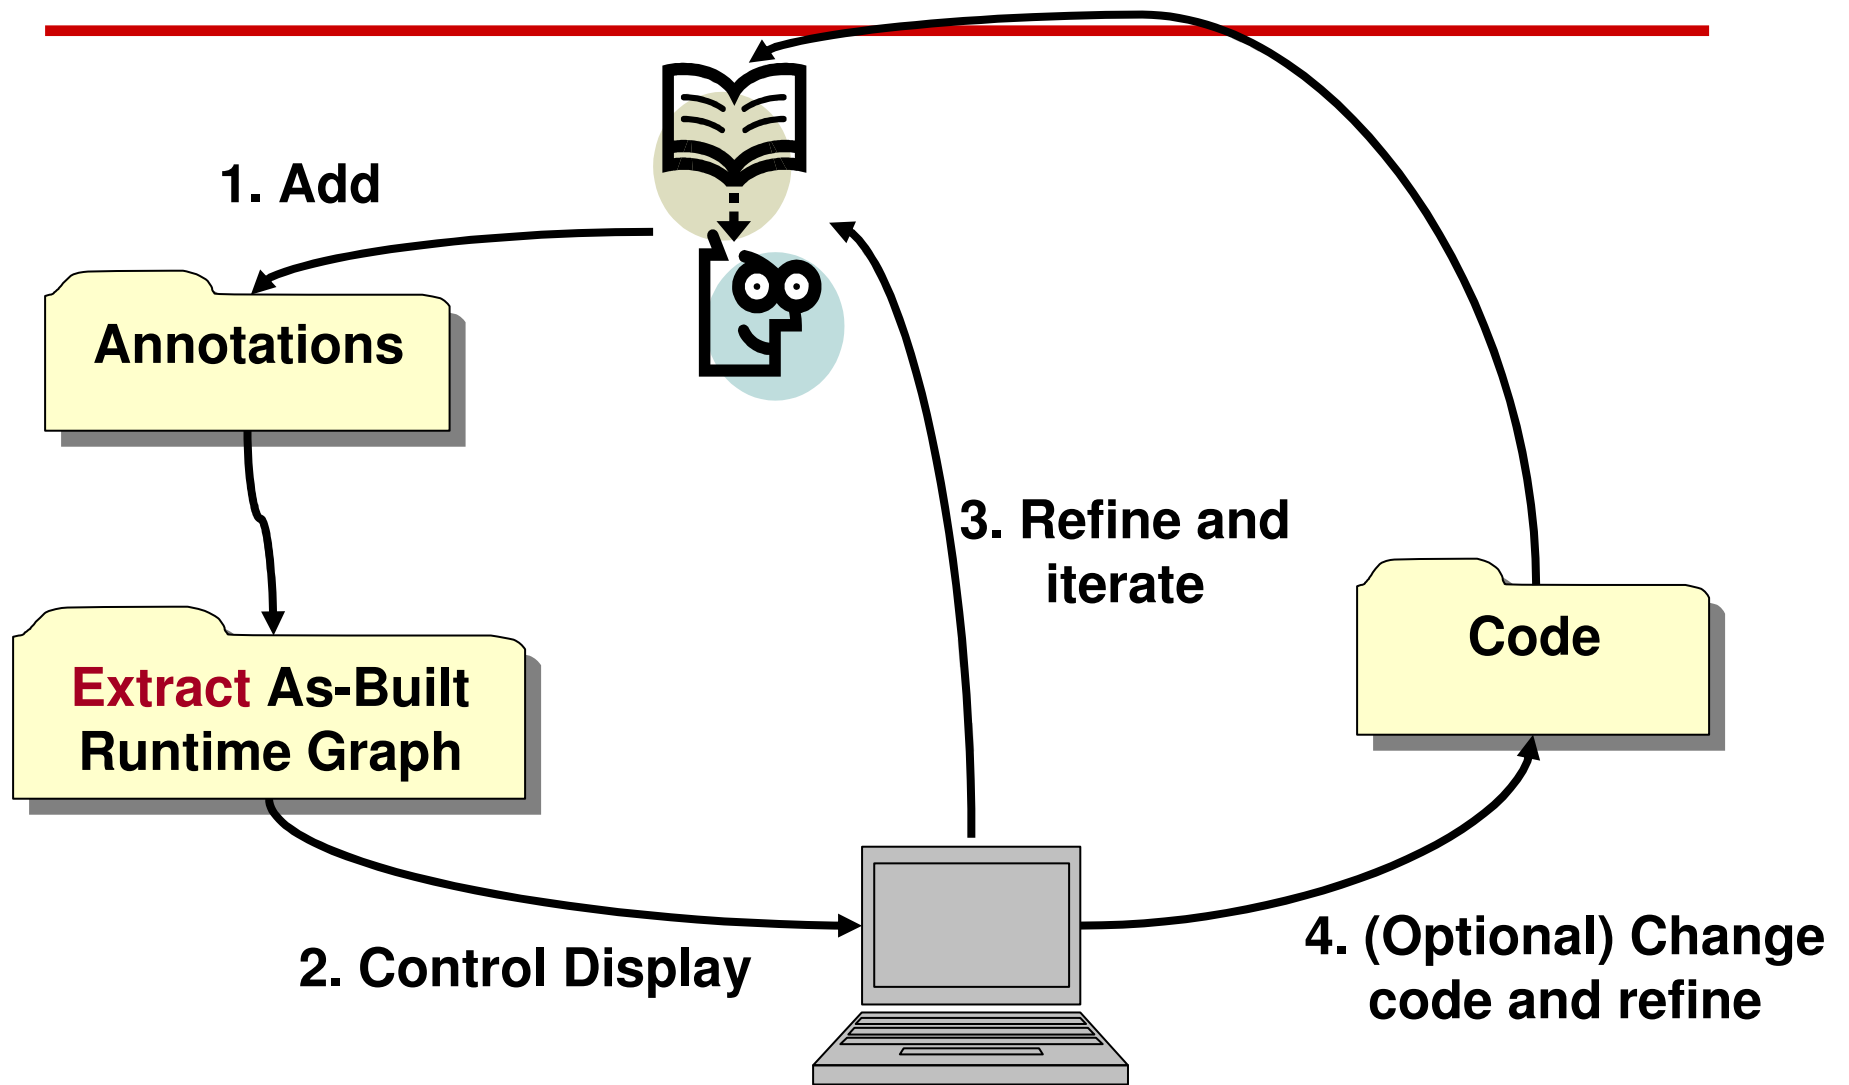 1. Add
Annotations
3. Refine and
iterate
Code
Extract As-Built
Runtime Graph
2. Control Display
4. (Optional) Change
code and refine